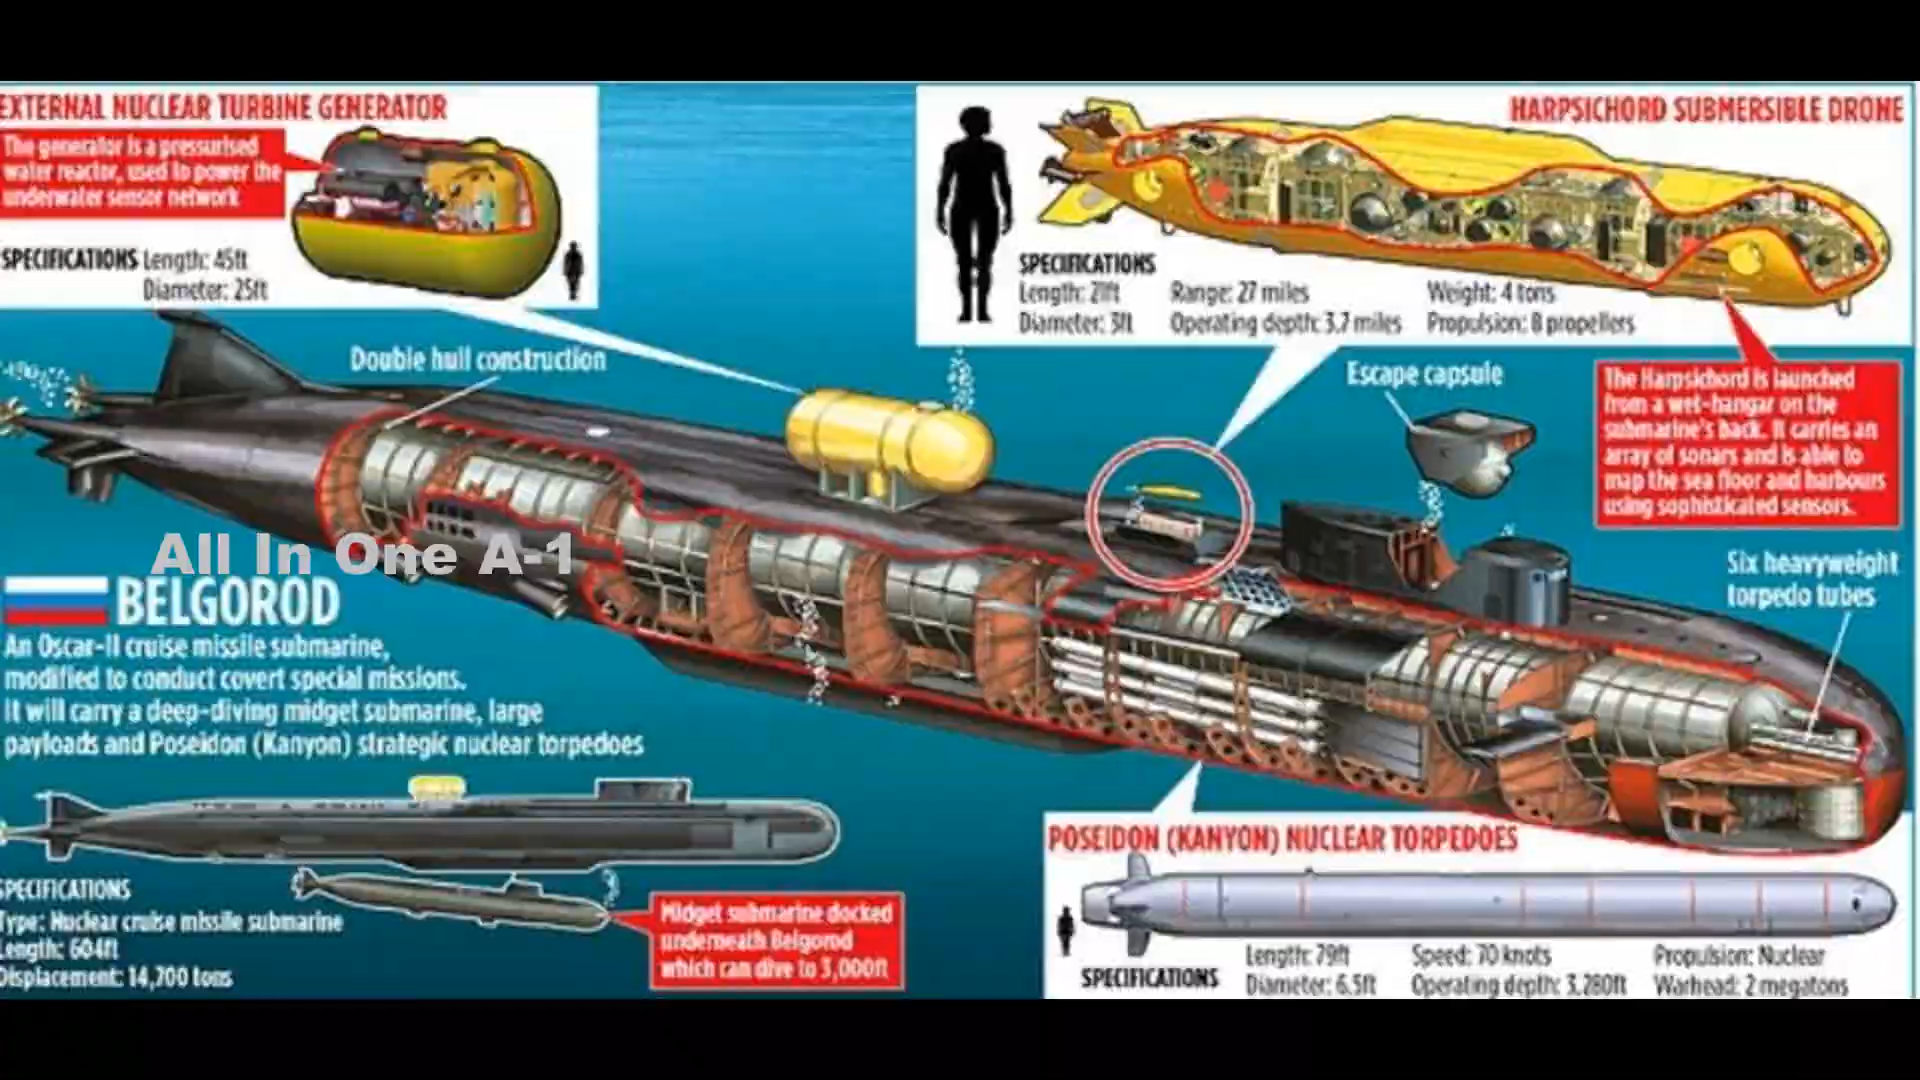 EXTERNAL NUCLEAR TURBINE GENERATOR
The generator is a pressurised
water reactor, used to power the
underwater sensor network
SPECIFICATIONS Length: 45ft
Diameter: 25ft
HARPSICHORD SUBMERSIBLE DRONE
SPECIFICATIONS
Length: 21ft Range: 27 miles Weight: 4 tons
Diameter: 3ft Operating depth: 3.7 miles Propulsion: 8 propellers
The Harpsichord is launched
from a wet-hangar on the
submarine's back. It carries an
array of sonars and is able to
map the sea floor and harbours
using sophisticated sensors.
Double hull construction
Escape capsule
Six heavyweight
torpedo tubes
All In One A-1
BELGOROD
An Oscar-II cruise missile submarine,
modified to conduct covert special missions.
It will carry a deep-diving midget submarine, large
payloads and Poseidon (Kanyon) strategic nuclear torpedoes
SPECIFICATIONS
Type: Nuclear cruise missile submarine
Length: 604ft
Displacement: 14,700 tons
Midget submarine docked
underneath Belgorod
which can dive to 3,000ft
POSEIDON (KANYON) NUCLEAR TORPEDOES
SPECIFICATIONS
Length: 79ft Speed: 70 knots Propulsion: Nuclear
Diameter: 6.5ft Operating depth: 3,280ft Warhead: 2 megatons